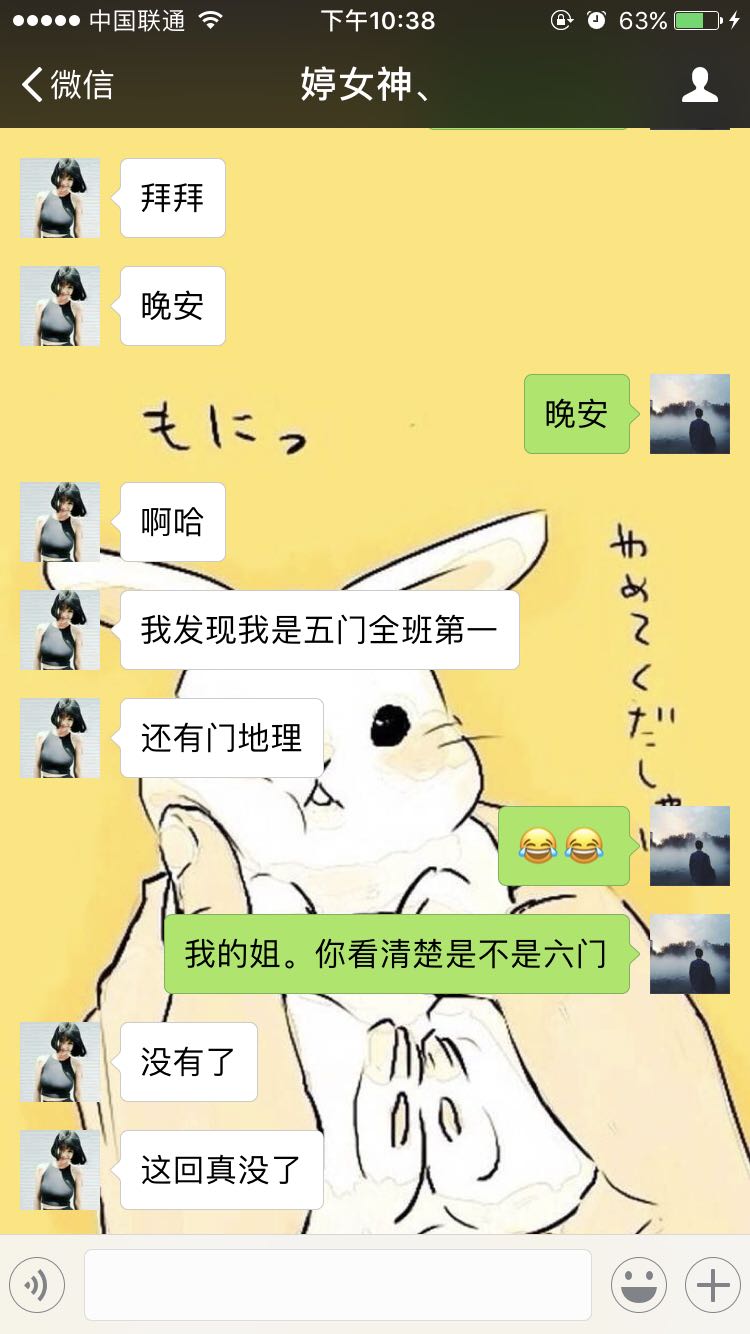 中国联通 下午10:38 63%
微信 婷女神、
拜拜
晚安
晚安
もにっ
啊哈
我发现我是五门全班第一
やめてくだしゃい
还有门地理
😂😂
我的姐。你看清楚是不是六门
没有了
这回真没了